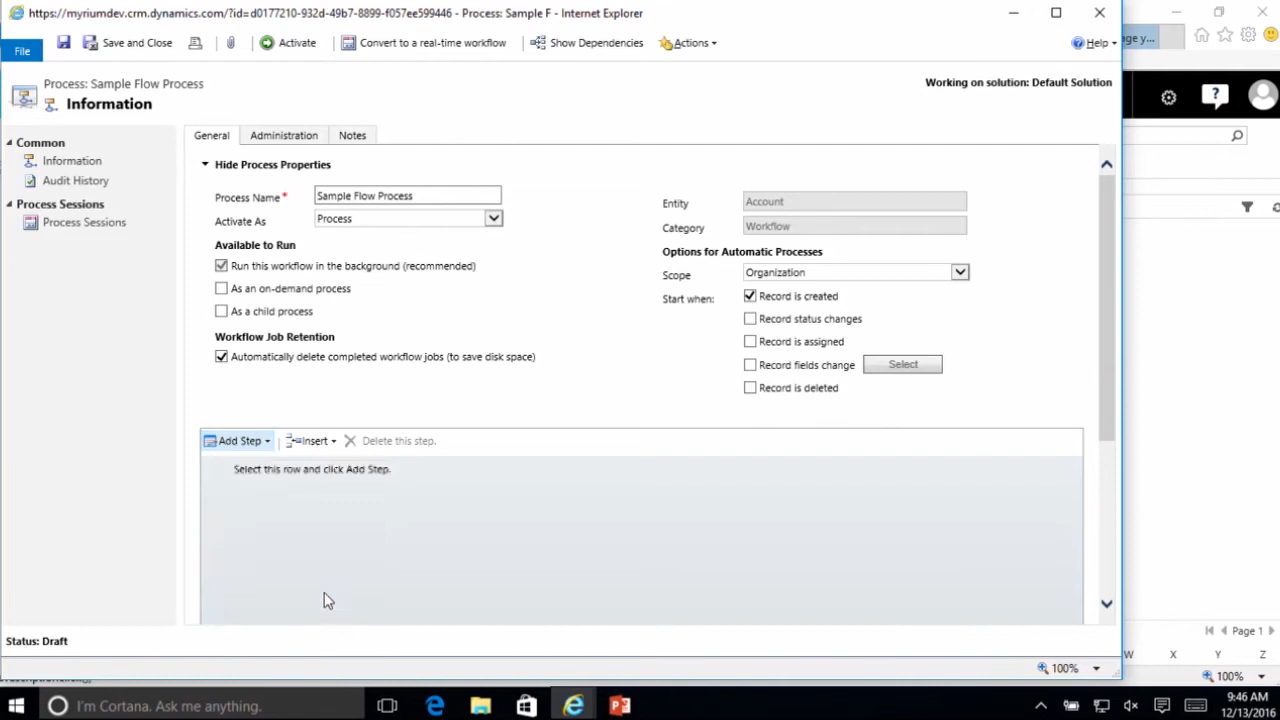 https://myriumdev.crm.dynamics.com/?id=d0177210-932d-49b7-8899-f057ee599446 - Process: Sample F - Internet Explorer
File
Save and Close
Activate
Convert to a real-time workflow
Show Dependencies
Actions
Help
age y...
Process: Sample Flow Process
Information
Working on solution: Default Solution
Common
Information
Audit History
Process Sessions
Process Sessions
General
Administration
Notes
Hide Process Properties
Process Name*
Sample Flow Process
Activate As
Process
Available to Run
Run this workflow in the background (recommended)
As an on-demand process
As a child process
Workflow Job Retention
Automatically delete completed workflow jobs (to save disk space)
Entity
Account
Category
Workflow
Options for Automatic Processes
Scope
Organization
Start when:
Record is created
Record status changes
Record is assigned
Record fields change
Select
Record is deleted
Add Step
Insert
Delete this step.
Select this row and click Add Step.
Status: Draft
100%
Page 1
W X Y Z
100%
I'm Cortana. Ask me anything.
9:46 AM
12/13/2016